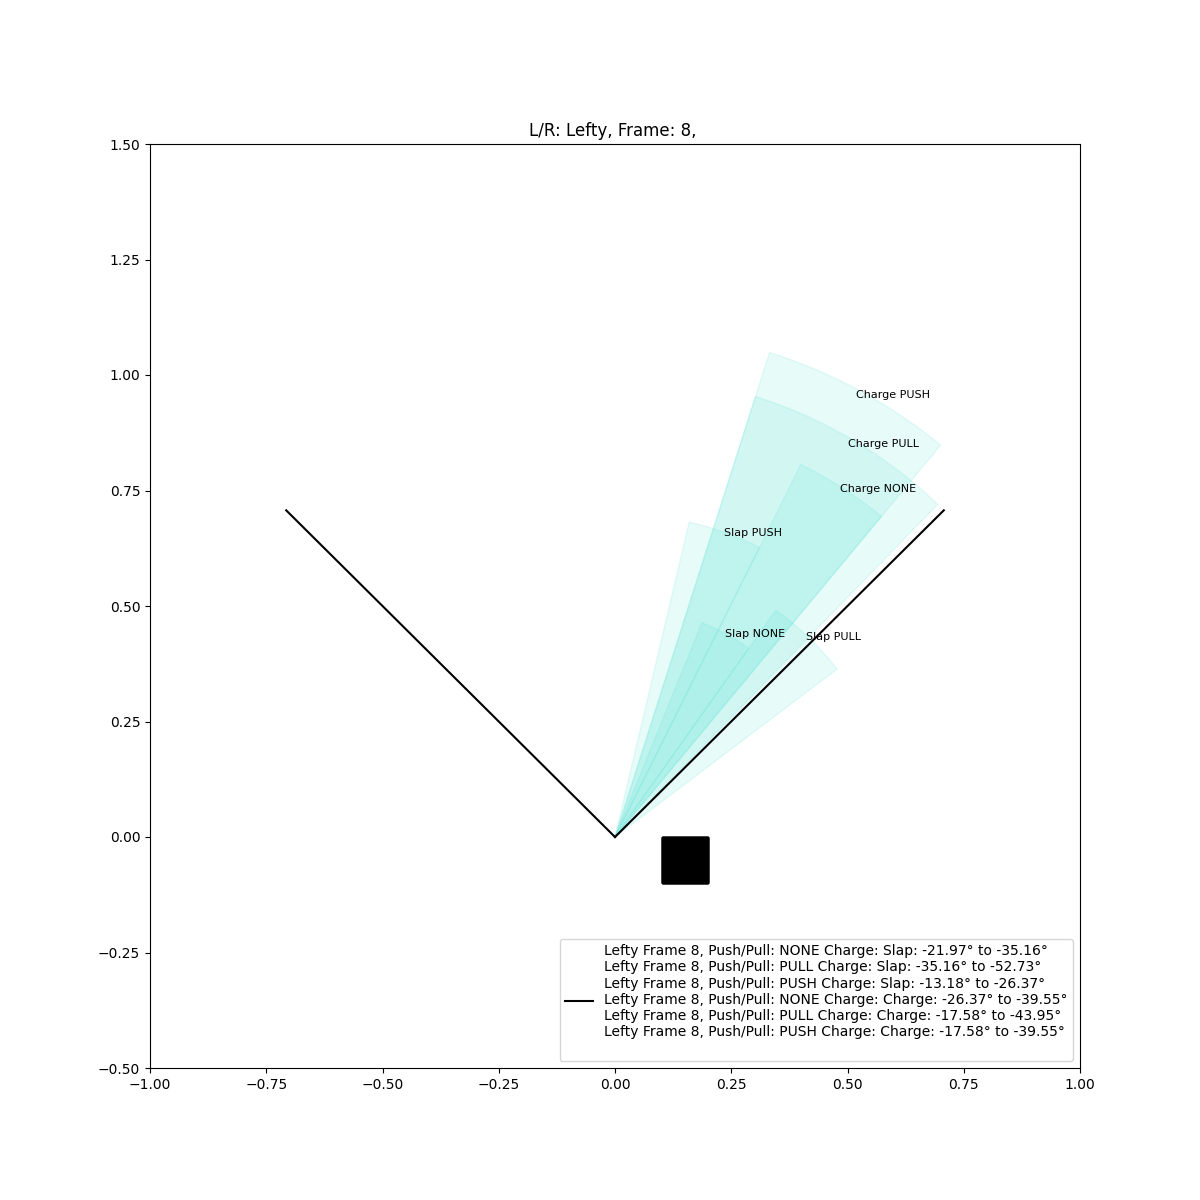 L/R: Lefty, Frame: 8,
1.50
1.25
1.00
0.75
0.50
0.25
0.00
−0.25
−0.50
Charge PUSH
Charge PULL
Charge NONE
Slap PUSH
Slap NONE
Slap PULL
Lefty Frame 8, Push/Pull: NONE Charge: Slap: -21.97° to -35.16°
Lefty Frame 8, Push/Pull: PULL Charge: Slap: -35.16° to -52.73°
Lefty Frame 8, Push/Pull: PUSH Charge: Slap: -13.18° to -26.37°
Lefty Frame 8, Push/Pull: NONE Charge: Charge: -26.37° to -39.55°
Lefty Frame 8, Push/Pull: PULL Charge: Charge: -17.58° to -43.95°
Lefty Frame 8, Push/Pull: PUSH Charge: Charge: -17.58° to -39.55°
−1.00 −0.75 −0.50 −0.25 0.00 0.25 0.50 0.75 1.00